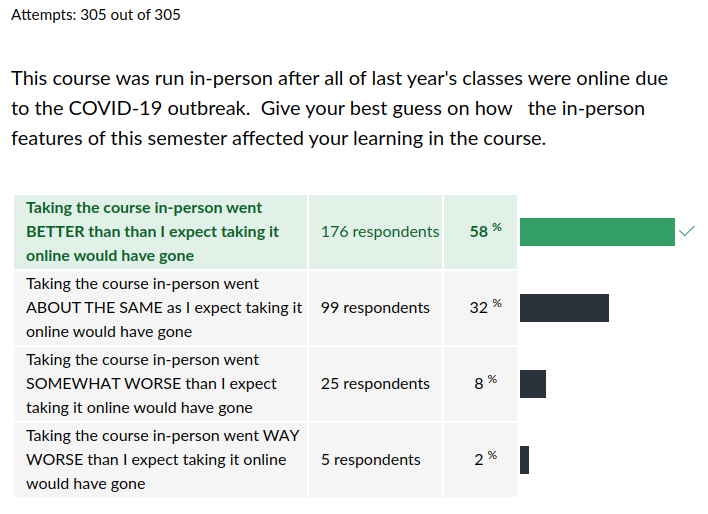 Attempts: 305 out of 305
This course was run in-person after all of last year's classes were online due
to the COVID-19 outbreak.  Give your best guess on how   the in-person
features of this semester affected your learning in the course.
Taking the course in-person went
BETTER than than I expect taking it
online would have gone
176 respondents
58 %
Taking the course in-person went
ABOUT THE SAME as I expect taking it
online would have gone
99 respondents
32 %
Taking the course in-person went
SOMEWHAT WORSE than I expect
taking it online would have gone
25 respondents
8 %
Taking the course in-person went WAY
WORSE than I expect taking it online
would have gone
5 respondents
2 %